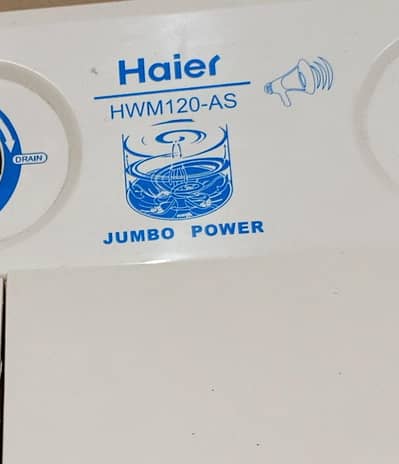 Haier
HWM120-AS
DRAIN
JUMBO POWER